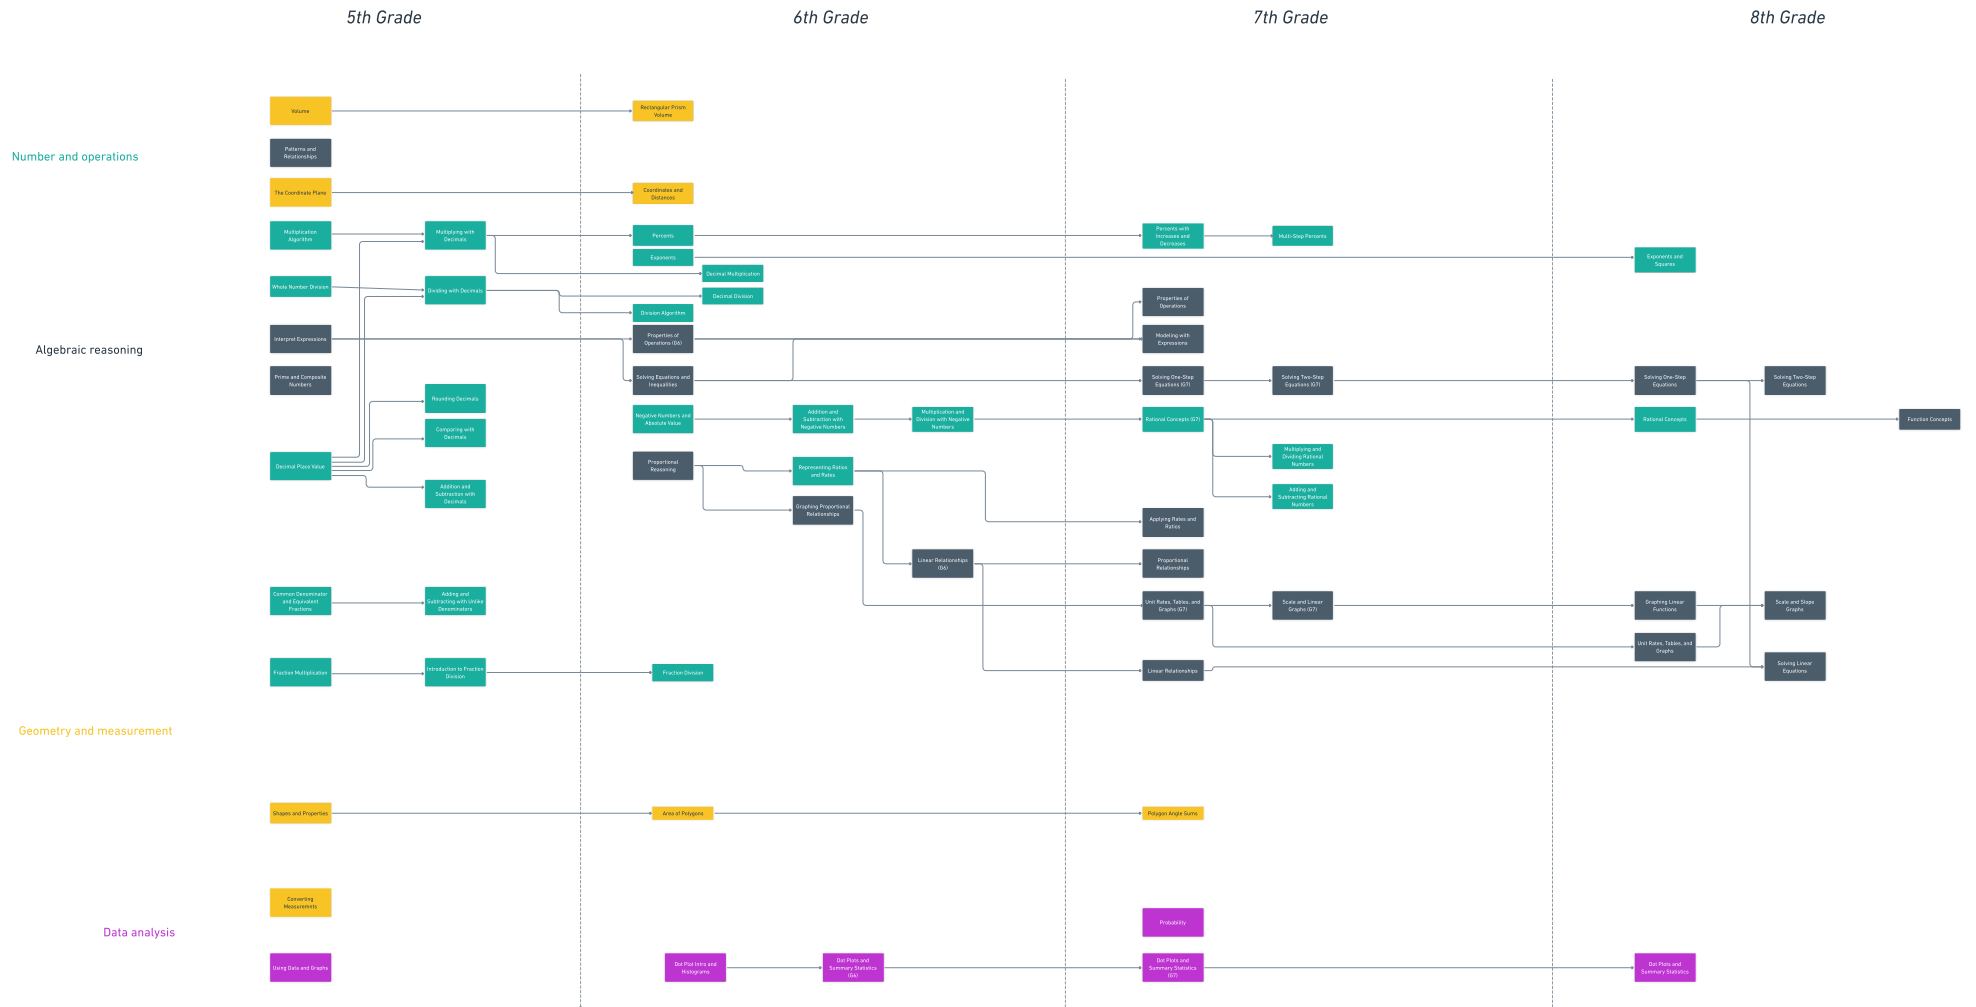 5th Grade
6th Grade
7th Grade
8th Grade
Volume
Rectangular Prism
Volume
Patterns and
Relationships
Number and operations
The Coordinate Plane
Coordinates and
Distances
Multiplication
Algorithm
Multiplying with
Decimals
Percents
Percents with
Increases and
Decreases
Multi-Step Percents
Exponents
Exponents and
Squares
Decimal Multiplication
Whole Number Division
Dividing with Decimals
Decimal Division
Division Algorithm
Properties of
Operations
Interpret Expressions
Properties of
Operations (G6)
Modeling with
Expressions
Algebraic reasoning
Prime and Composite
Numbers
Solving Equations and
Inequalities
Solving One-Step
Equations (G7)
Solving Two-Step
Equations (G7)
Solving One-Step
Equations
Solving Two-Step
Equations
Rounding Decimals
Negative Numbers and
Absolute Value
Addition and
Subtraction with
Negative Numbers
Multiplication and
Division with Negative
Numbers
Rational Concepts (G7)
Rational Concepts
Function Concepts
Comparing with
Decimals
Decimal Place Value
Proportional
Reasoning
Representing Ratios
and Rates
Multiplying and
Dividing Rational
Numbers
Addition and
Subtraction with
Decimals
Graphing Proportional
Relationships
Adding and
Subtracting Rational
Numbers
Applying Rates and
Ratios
Linear Relationships
(G6)
Proportional
Relationships
Common Denominator
and Equivalent
Fractions
Adding and
Subtracting with Unlike
Denominators
Unit Rates, Tables, and
Graphs (G7)
Scale and Linear
Graphs (G7)
Graphing Linear
Functions
Scale and Slope
Graphs
Unit Rates, Tables, and
Graphs
Fraction Multiplication
Introduction to Fraction
Division
Fraction Division
Linear Relationships
Solving Linear
Equations
Geometry and measurement
Shapes and Properties
Area of Polygons
Polygon Angle Sums
Converting
Measuremnts
Probability
Data analysis
Using Data and Graphs
Dot Plot Intro and
Histograms
Dot Plots and
Summary Statistics
(G6)
Dot Plots and
Summary Statistics
(G7)
Dot Plots and
Summary Statistics